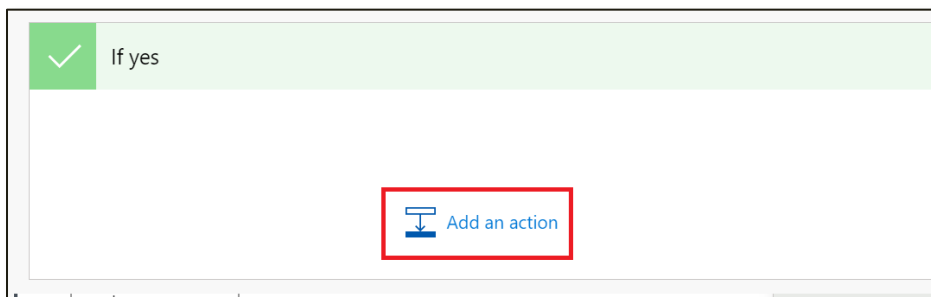 If yes
Add an action